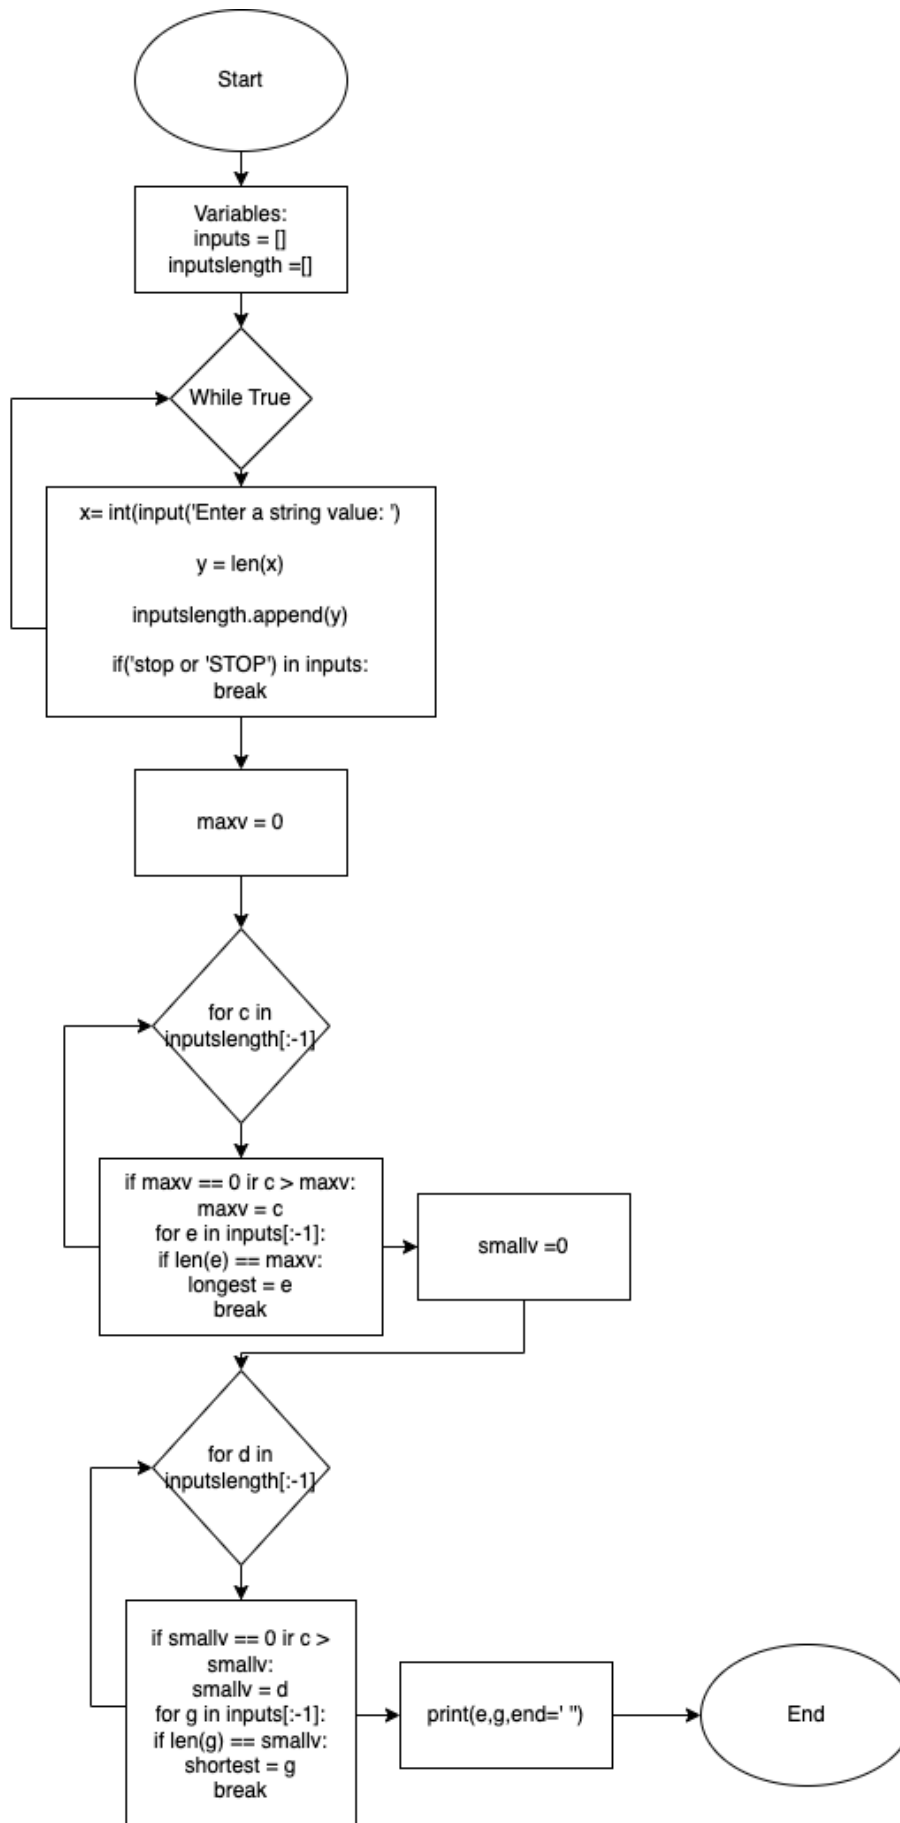 Start
Variables:
inputs = []
inputslength =[]
While True
x= int(input('Enter a string value: ')
y = len(x)
inputslength.append(y)
if('stop or 'STOP') in inputs:
break
maxv = 0
for c in
inputslength[:-1]
if maxv == 0 ir c > maxv:
maxv = c
for e in inputs[:-1]:
if len(e) == maxv:
longest = e
break
smallv =0
for d in
inputslength[:-1]
if smallv == 0 ir c >
smallv:
smallv = d
for g in inputs[:-1]:
if len(g) == smallv:
shortest = g
break
print(e,g,end=' ")
End